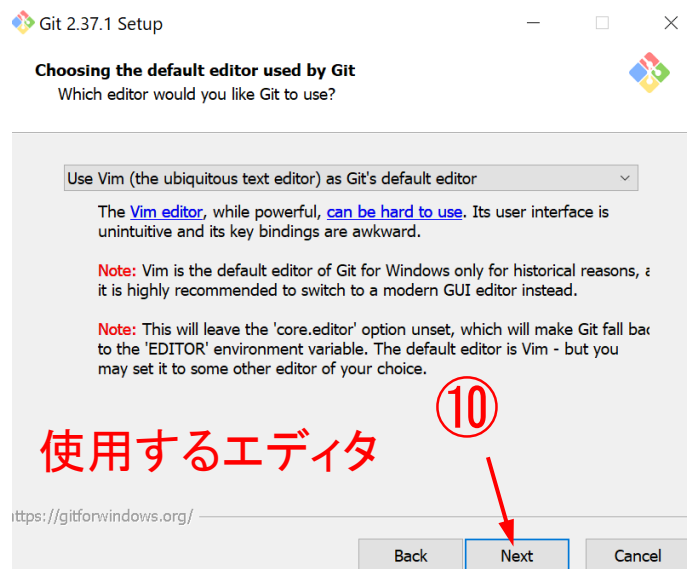 Git 2.37.1 Setup
Choosing the default editor used by Git
Which editor would you like Git to use?
Use Vim (the ubiquitous text editor) as Git's default editor
The Vim editor, while powerful, can be hard to use. Its user interface is
unintuitive and its key bindings are awkward.
Note: Vim is the default editor of Git for Windows only for historical reasons,
it is highly recommended to switch to a modern GUI editor instead.
Note: This will leave the 'core.editor' option unset, which will make Git fall
to the 'EDITOR' environment variable. The default editor is Vim - but you
may set it to some other editor of your choice.
⑩
使用するエディタ
https://gitforwindows.org/
Back Next Cancel